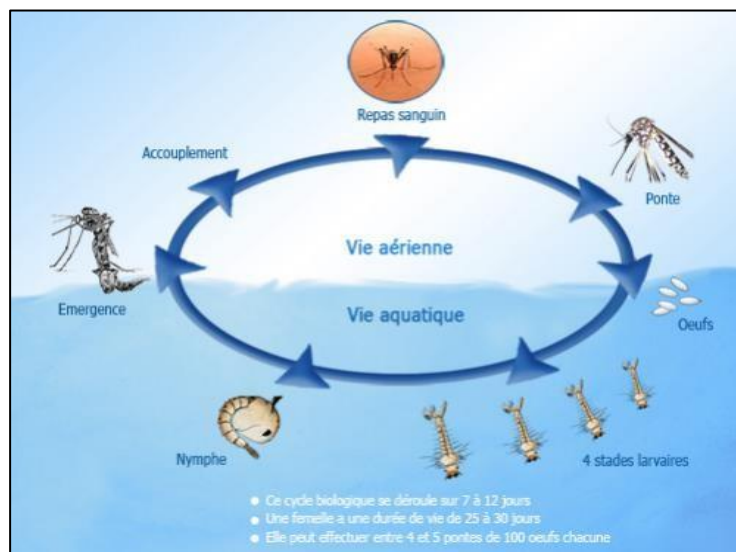 Repas sanguin
Accouplement
Ponte
Vie aérienne
Emergence
Vie aquatique
Oeufs
Nymphe
4 stades larvaires
Ce cycle biologique se déroule sur 7 à 12 jours
Une femelle a une durée de vie de 25 à 30 jours
Elle peut effectuer entre 4 et 5 pontes de 100 oeufs chacune